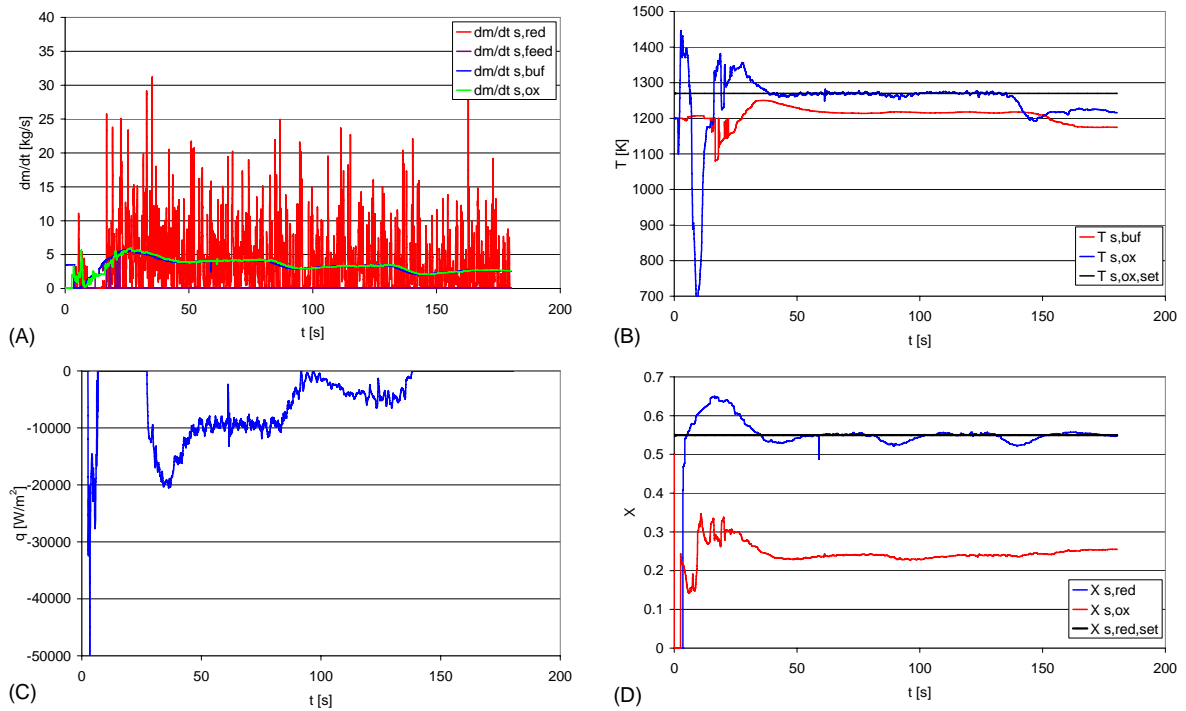 40
35
30
25
20
15
10
5
0
dm/dt [kg/s]
0 50 100 150 200
t [s]
dm/dt s,red
dm/dt s,feed
dm/dt s,buf
dm/dt s,ox
(A)
1500
1400
1300
1200
1100
1000
900
800
700
T [K]
0 50 100 150 200
t [s]
T s,buf
T s,ox
T s,ox,set
(B)
0
-10000
-20000
-30000
-40000
-50000
q [W/m²]
0 50 100 150 200
t [s]
(C)
0.7
0.6
0.5
0.4
0.3
0.2
0.1
0
X
0 50 100 150 200
t [s]
X s,red
X s,ox
X s,red,set
(D)